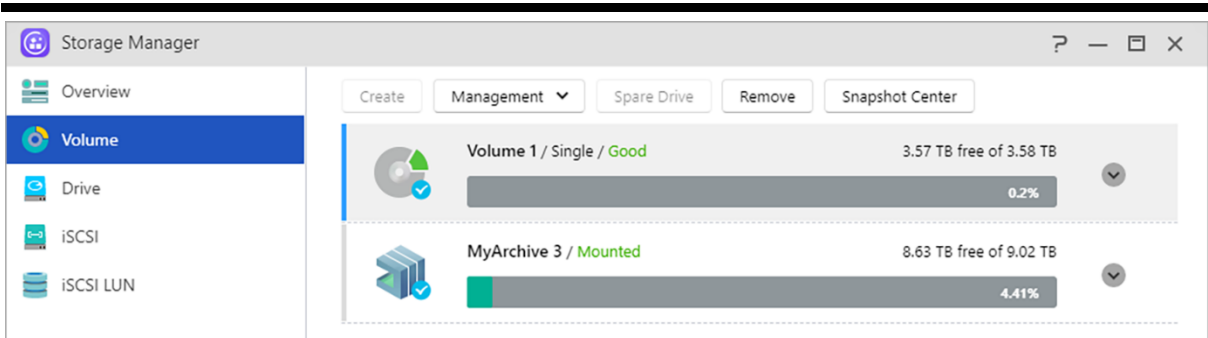 Storage Manager
Overview
Volume
Drive
iSCSI
iSCSI LUN
Create Management Spare Drive Remove Snapshot Center
Volume 1 / Single / Good 3.57 TB free of 3.58 TB
0.2%
MyArchive 3 / Mounted 8.63 TB free of 9.02 TB
4.41%